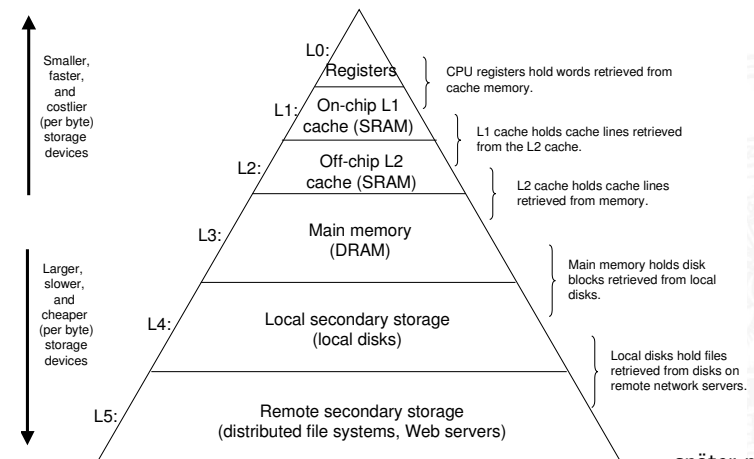 L0:
Registers
CPU registers hold words retrieved from
cache memory.
Smaller,
faster,
and
costlier
(per byte)
storage
devices
L1:
On-chip L1
cache (SRAM)
L1 cache holds cache lines retrieved
from the L2 cache.
L2:
Off-chip L2
cache (SRAM)
L2 cache holds cache lines
retrieved from memory.
L3:
Main memory
(DRAM)
Main memory holds disk
blocks retrieved from local
disks.
Larger,
slower,
and
cheaper
(per byte)
storage
devices
L4:
Local secondary storage
(local disks)
Local disks hold files
retrieved from disks on
remote network servers.
L5:
Remote secondary storage
(distributed file systems, Web servers)